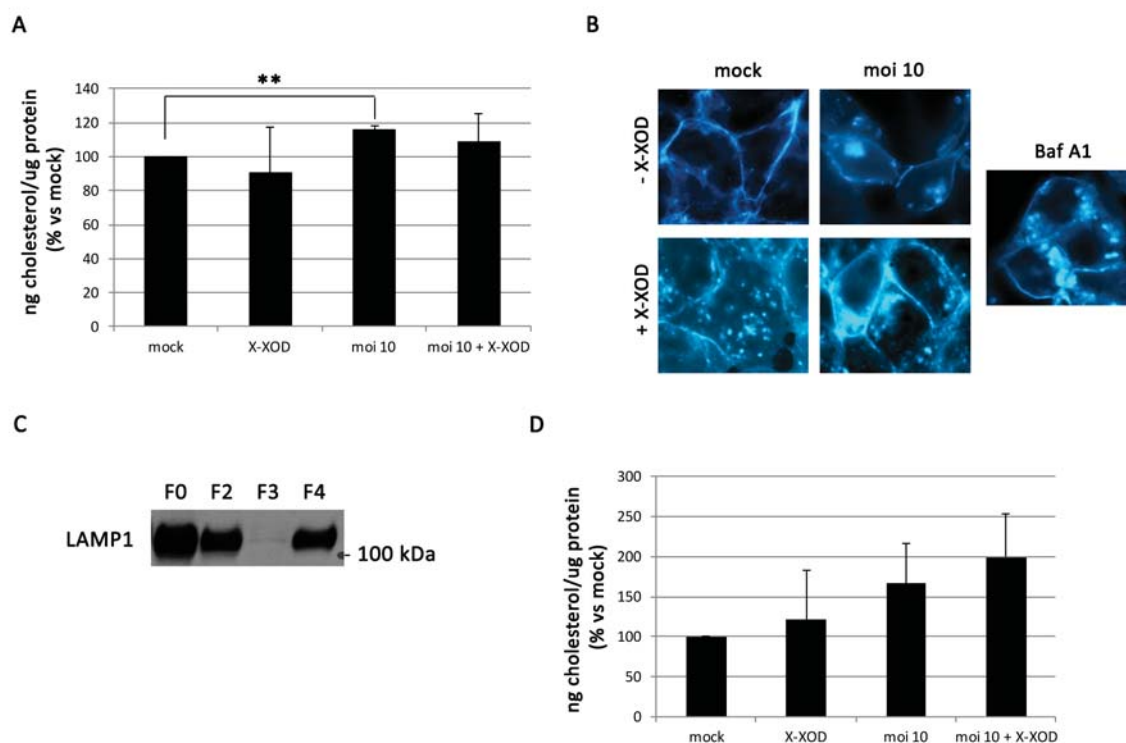 A
**
ng cholesterol/ug protein
(% vs mock)
140
120
100
80
60
40
20
0
mock
X-XOD
moi 10
moi 10 + X-XOD
B
mock
moi 10
- X-XOD
+ X-XOD
Baf A1
C
F0
F2
F3
F4
LAMP1
- 100 kDa
D
ng cholesterol/ug protein
(% vs mock)
300
250
200
150
100
50
0
mock
X-XOD
moi 10
moi 10 + X-XOD